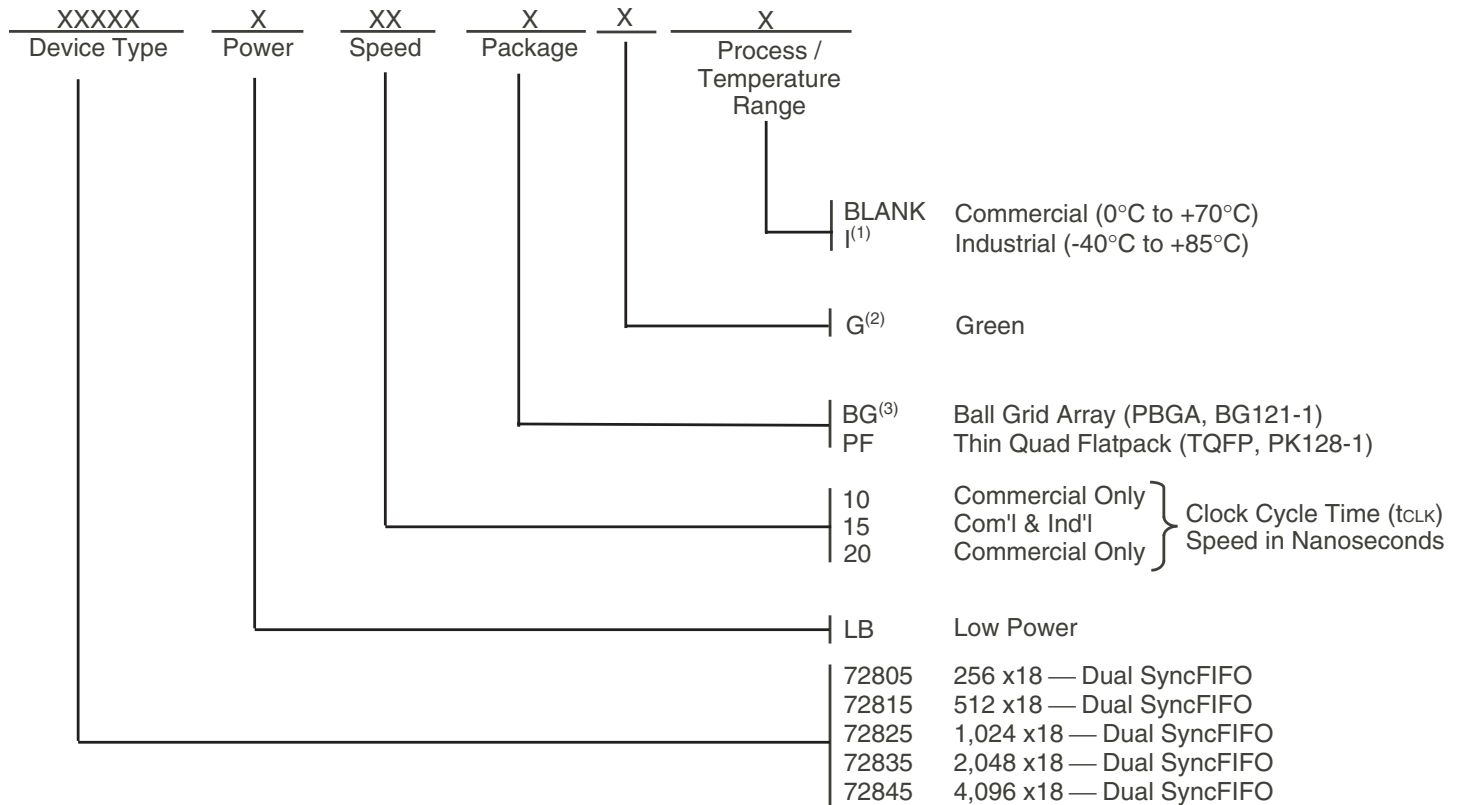 XXXXX X XX X X X
Device Type Power Speed Package Process /
Temperature
Range
BLANK Commercial (0°C to +70°C)
I(1) Industrial (-40°C to +85°C)
G(2) Green
BG(3) Ball Grid Array (PBGA, BG121-1)
PF Thin Quad Flatpack (TQFP, PK128-1)
10 Commercial Only
15 Com'l & Ind'l
20 Commercial Only
Clock Cycle Time (tCLK)
Speed in Nanoseconds
LB Low Power
72805 256 x18 — Dual SyncFIFO
72815 512 x18 — Dual SyncFIFO
72825 1,024 x18 — Dual SyncFIFO
72835 2,048 x18 — Dual SyncFIFO
72845 4,096 x18 — Dual SyncFIFO